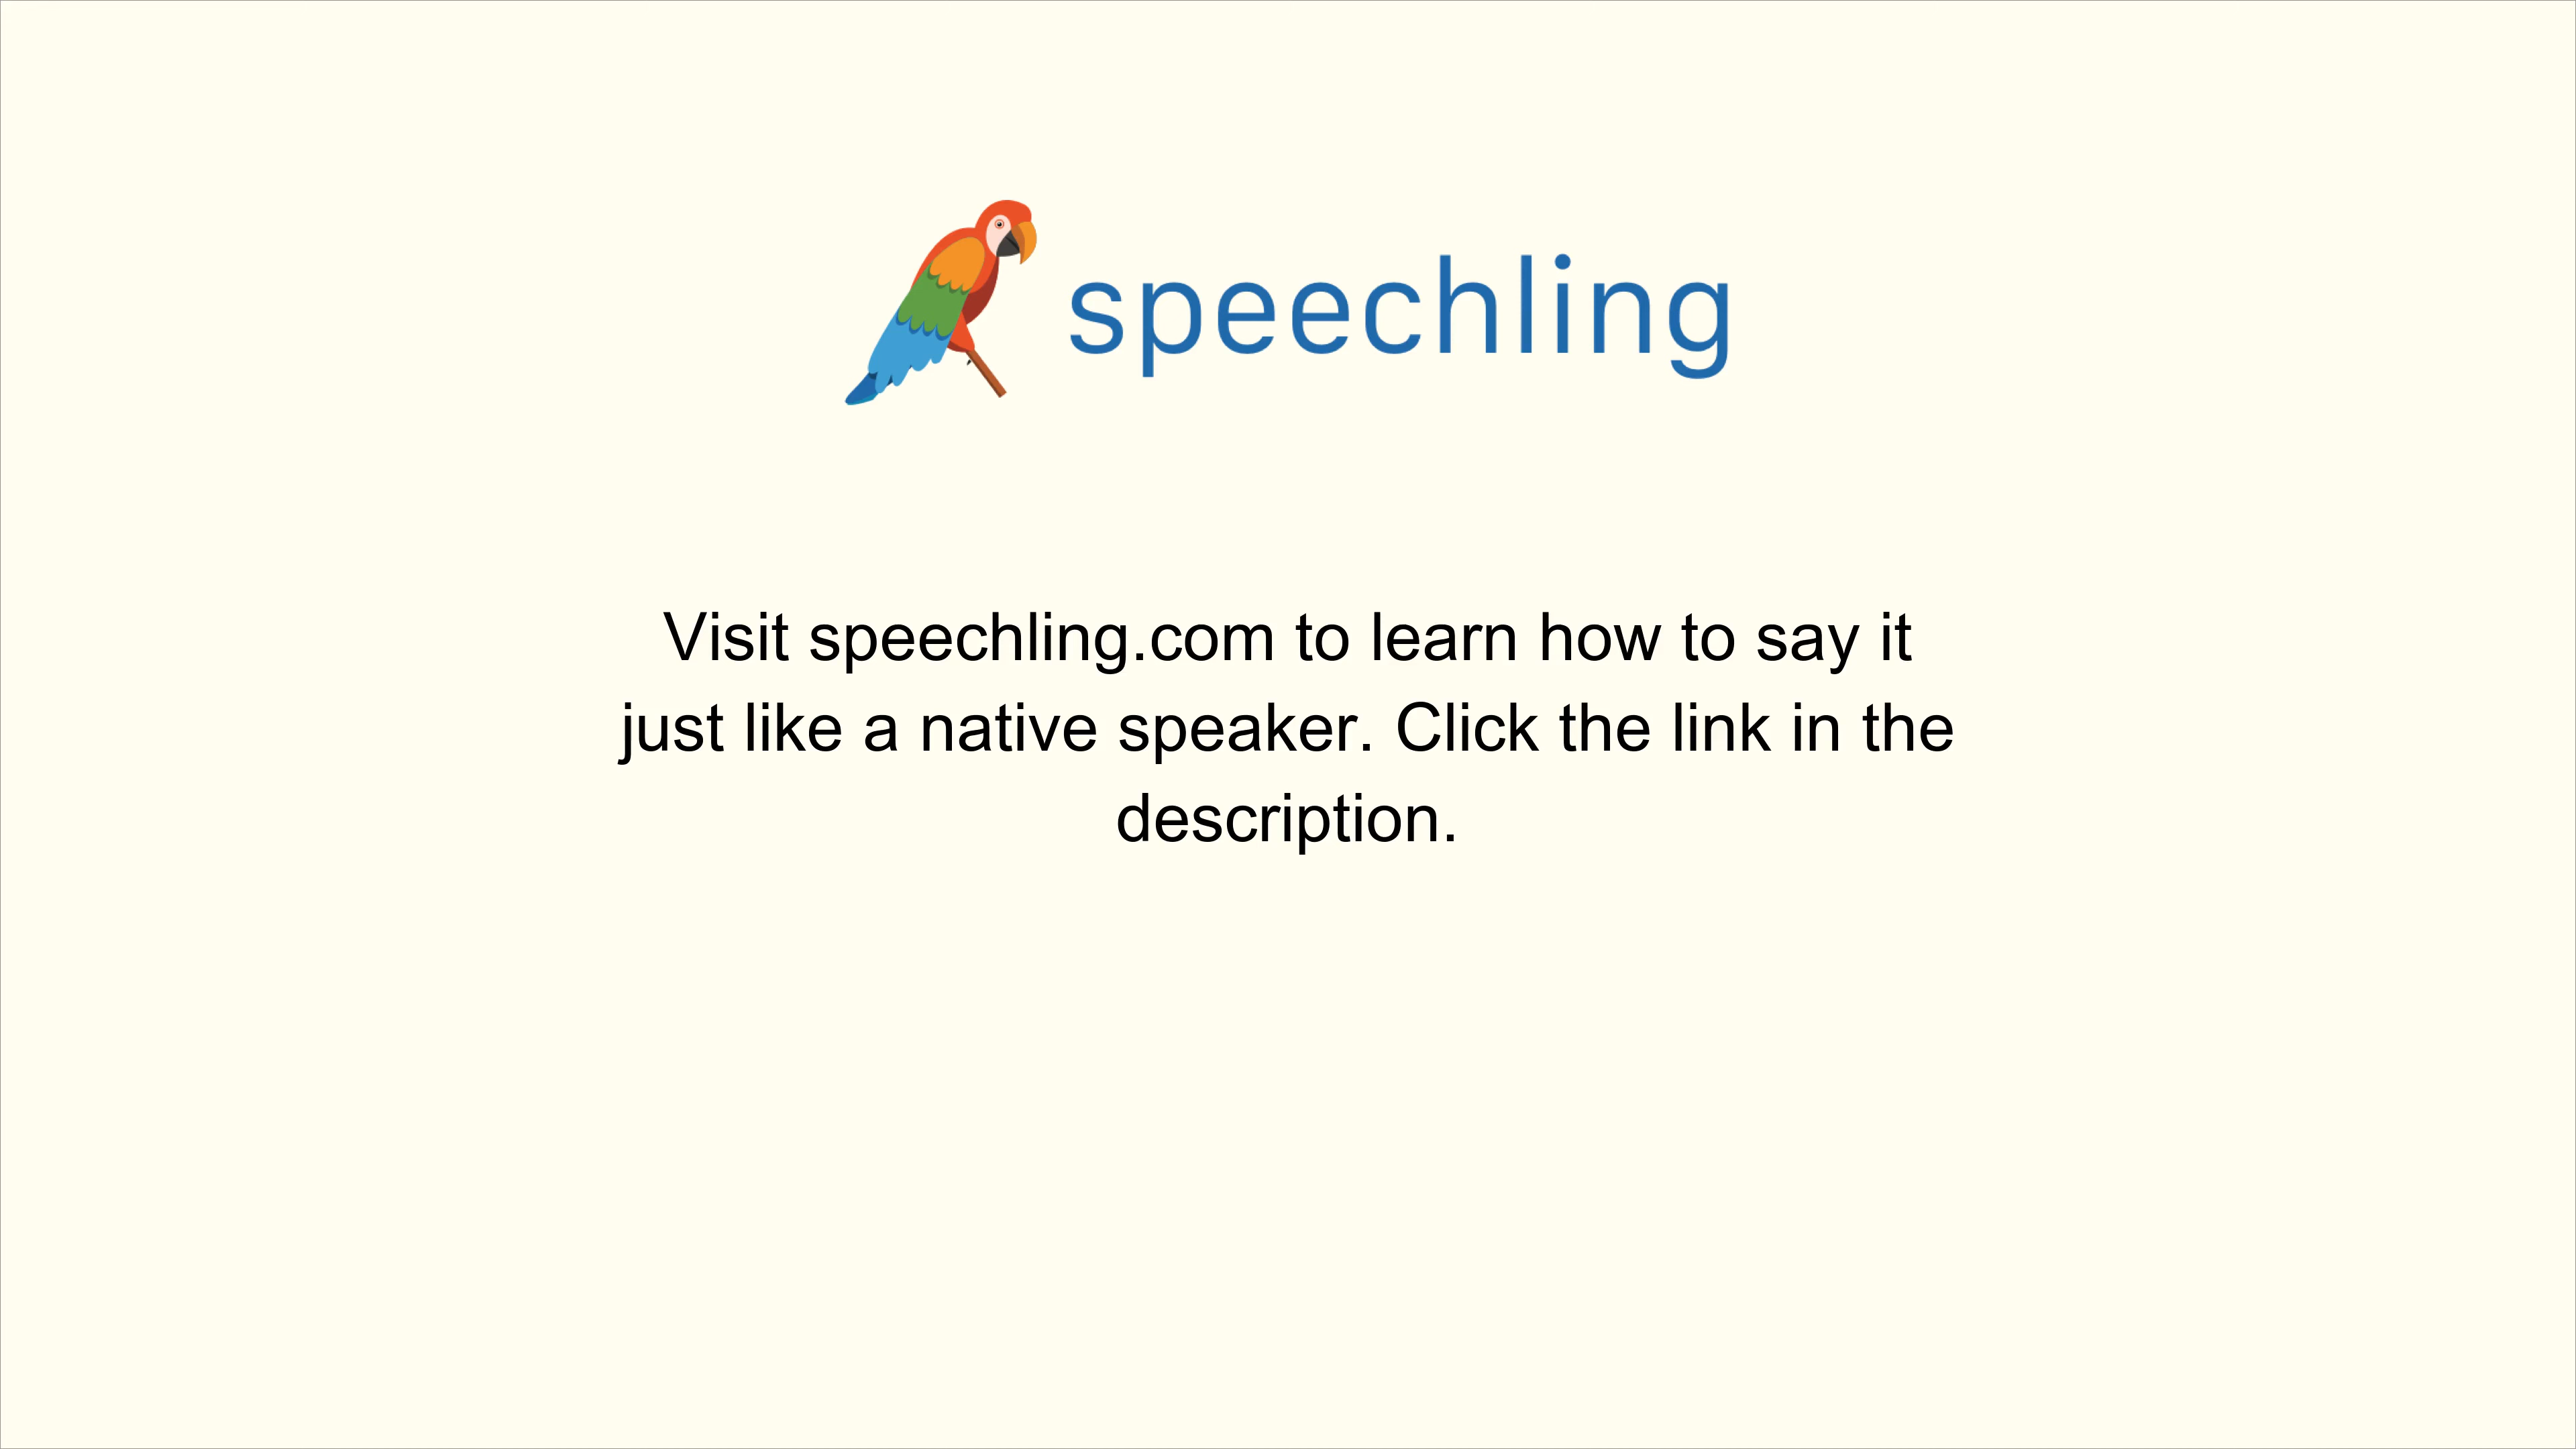 speechling
Visit speechling.com to learn how to say it
just like a native speaker. Click the link in the
description.